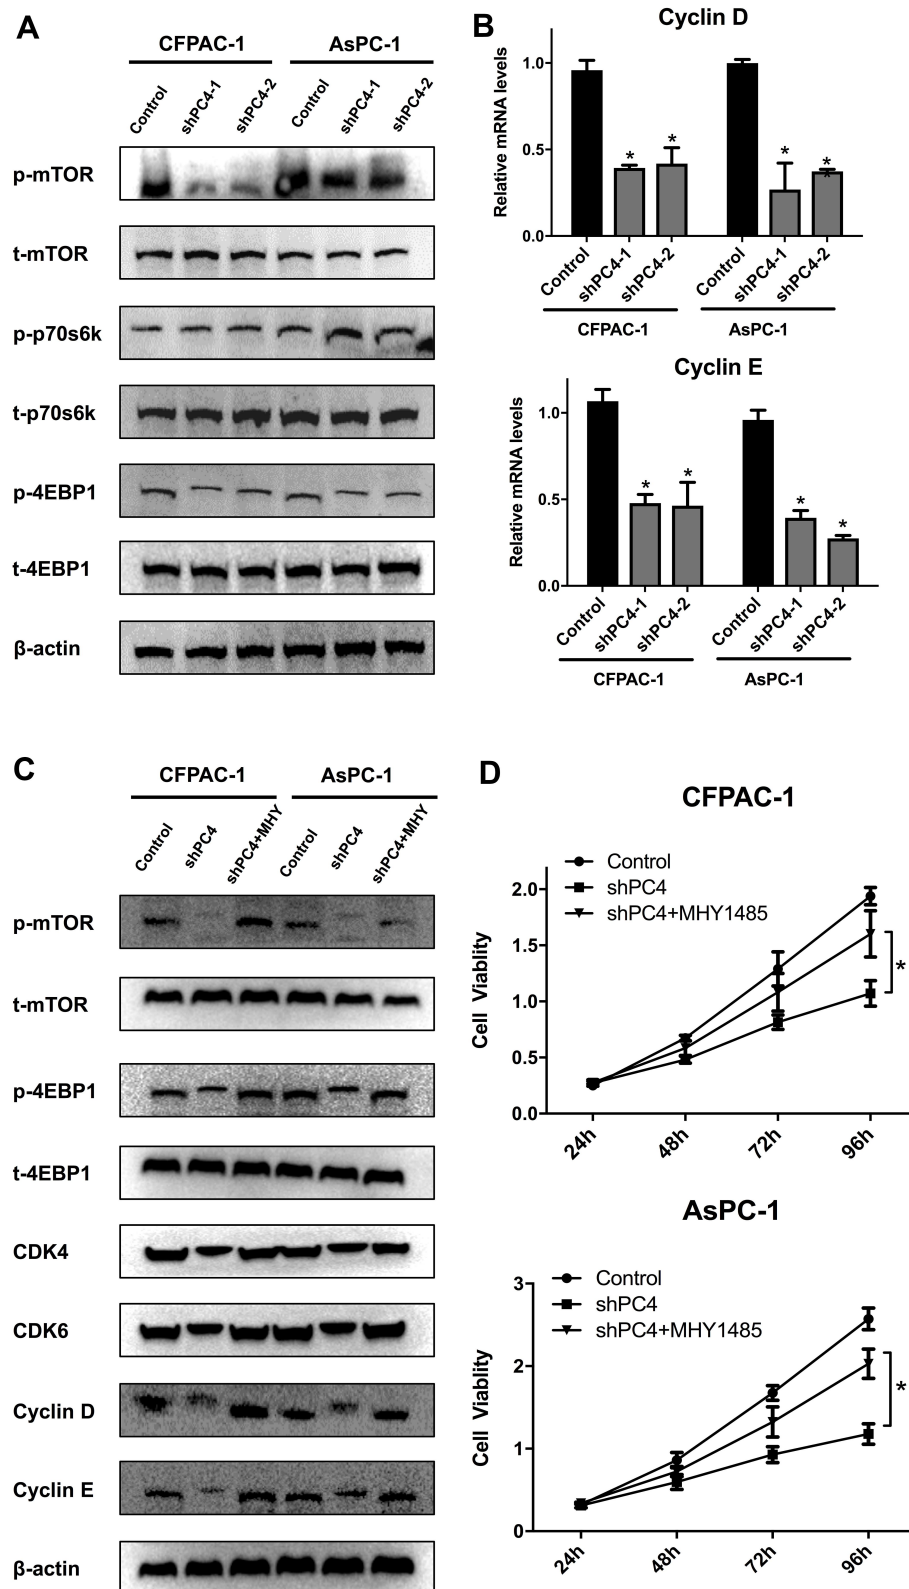 A
CFPAC-1 AsPC-1
Control shPC4-1 shPC4-2 Control shPC4-1 shPC4-2
p-mTOR
t-mTOR
p-p70s6k
t-p70s6k
p-4EBP1
t-4EBP1
β-actin
B
Cyclin D
Relative mRNA levels
1.0
0.5
0.0
* * * * *
Control shPC4-1 shPC4-2 Control shPC4-1 shPC4-2
CFPAC-1 AsPC-1
Cyclin E
Relative mRNA levels
1.0
0.5
0.0
* * * *
Control shPC4-1 shPC4-2 Control shPC4-1 shPC4-2
CFPAC-1 AsPC-1
C
CFPAC-1 AsPC-1
Control shPC4 shPC4+MHY Control shPC4 shPC4+MHY
p-mTOR
t-mTOR
p-4EBP1
t-4EBP1
CDK4
CDK6
Cyclin D
Cyclin E
β-actin
D
CFPAC-1
Control
shPC4
shPC4+MHY1485
Cell Viablity
2.0
1.5
1.0
0.5
0.0
*
24h 48h 72h 96h
AsPC-1
Control
shPC4
shPC4+MHY1485
Cell Viablity
3
2
1
0
*
24h 48h 72h 96h